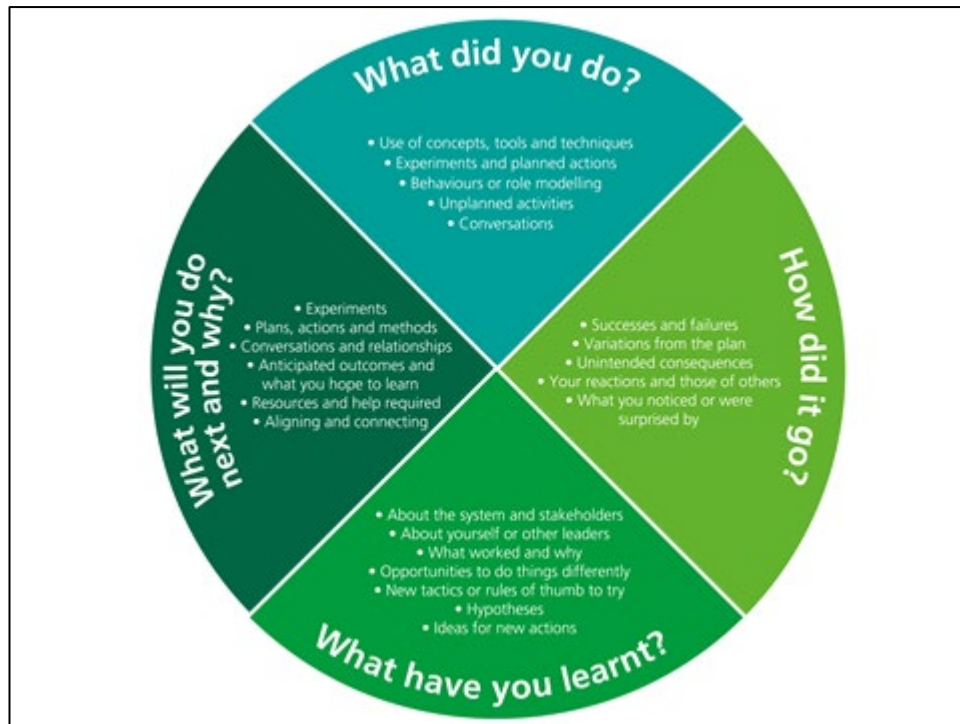 What did you do?
• Use of concepts, tools and techniques
• Experiments and planned actions
• Behaviours or role modelling
• Unplanned activities
• Conversations
How did it go?
• Successes and failures
• Variations from the plan
• Unintended consequences
• Your reactions and those of others
• What you noticed or were
surprised by
What have you learnt?
• About the system and stakeholders
• About yourself or other leaders
• What worked and why
• Opportunities to do things differently
• New tactics or rules of thumb to try
• Hypotheses
• Ideas for new actions
What will you do
next and why?
• Experiments
• Plans, actions and methods
• Conversations and relationships
• Anticipated outcomes and
what you hope to learn
• Resources and help required
• Aligning and connecting